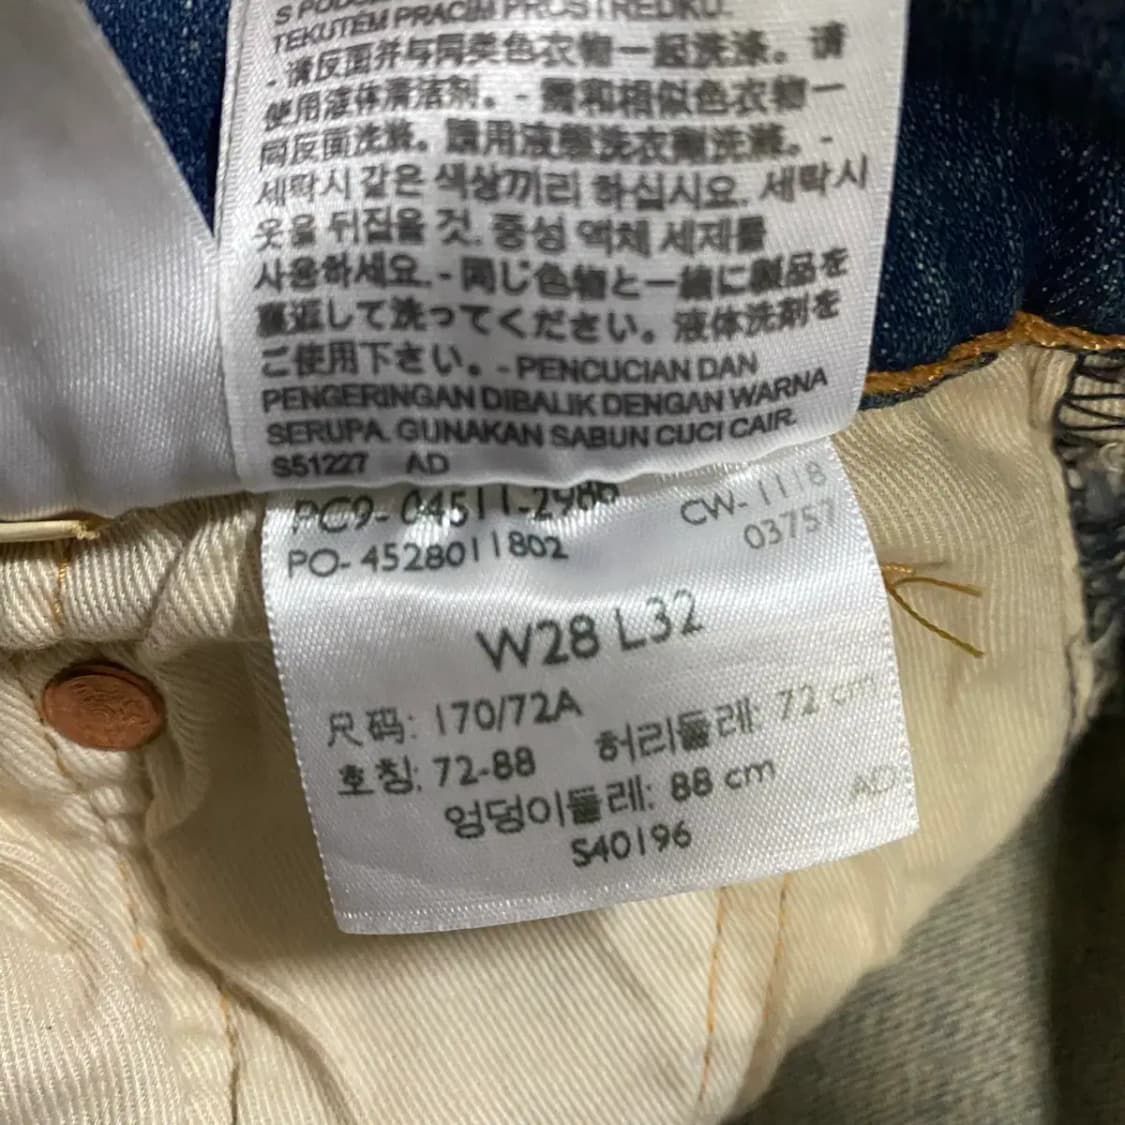 S
TEKUTÉM PRACÍM PROSTŘEDKU.
- 请反面并与同类色衣物一起洗涤。请
使用液体清洁剂。- 需和相似色衣物一
同反面洗滌。請用液態洗衣劑洗滌。-
세탁시 같은 색상끼리 하십시요. 세탁시
옷을 뒤집을 것. 중성 액체 세제를
사용하세요. - 同じ色物と一緒に製品を
裏返して洗ってください。液体洗剤を
ご使用下さい。- PENCUCIAN DAN
PENGERINGAN DIBALIK DENGAN WARNA
SERUPA. GUNAKAN SABUN CUCI CAIR.
S51227 AD
PC9- 04511-2986 CW- 1118
PO- 4528011802 03757
W28 L32
尺码: 170/72A
호칭: 72-88 허리둘레: 72 cm
엉덩이둘레: 88 cm AD
S40196